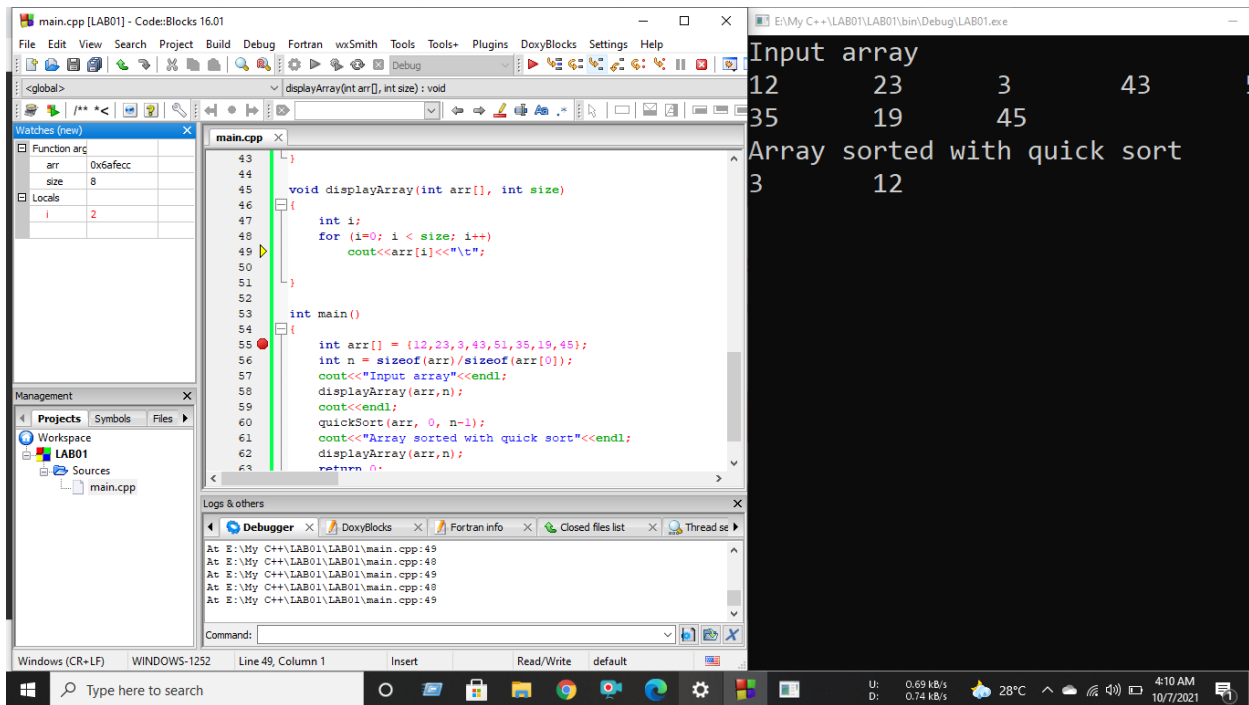 main.cpp [LAB01] - Code::Blocks 16.01
File Edit View Search Project Build Debug Fortran wxSmith Tools Tools+ Plugins DoxyBlocks Settings Help
Debug
<global>
displayArray(int arr[], int size) : void
/** *<
Aa .*
Watches (new)
Function arg
arr 0x6afecc
size 8
Locals
i 2
Management
Projects Symbols Files
Workspace
LAB01
Sources
main.cpp
main.cpp
43 }
44
45 void displayArray(int arr[], int size)
46 {
47 int i;
48 for (i=0; i < size; i++)
49 cout<<arr[i]<<"\t";
50
51 }
52
53 int main()
54 {
55 int arr[] = {12,23,3,43,51,35,19,45};
56 int n = sizeof(arr)/sizeof(arr[0]);
57 cout<<"Input array"<<endl;
58 displayArray(arr,n);
59 cout<<endl;
60 quickSort(arr, 0, n-1);
61 cout<<"Array sorted with quick sort"<<endl;
62 displayArray(arr,n);
63 return 0;
Logs & others
Debugger DoxyBlocks Fortran info Closed files list Thread se
At E:\My C++\LAB01\LAB01\main.cpp:49
At E:\My C++\LAB01\LAB01\main.cpp:48
At E:\My C++\LAB01\LAB01\main.cpp:49
At E:\My C++\LAB01\LAB01\main.cpp:48
At E:\My C++\LAB01\LAB01\main.cpp:49
Command:
Windows (CR+LF) WINDOWS-1252 Line 49, Column 1 Insert Read/Write default
E:\My C++\LAB01\LAB01\bin\Debug\LAB01.exe
Input array
12 23 3 43
35 19 45
Array sorted with quick sort
3 12
Type here to search
U: 0.69 kB/s
D: 0.74 kB/s
28°C
4:10 AM
10/7/2021
1